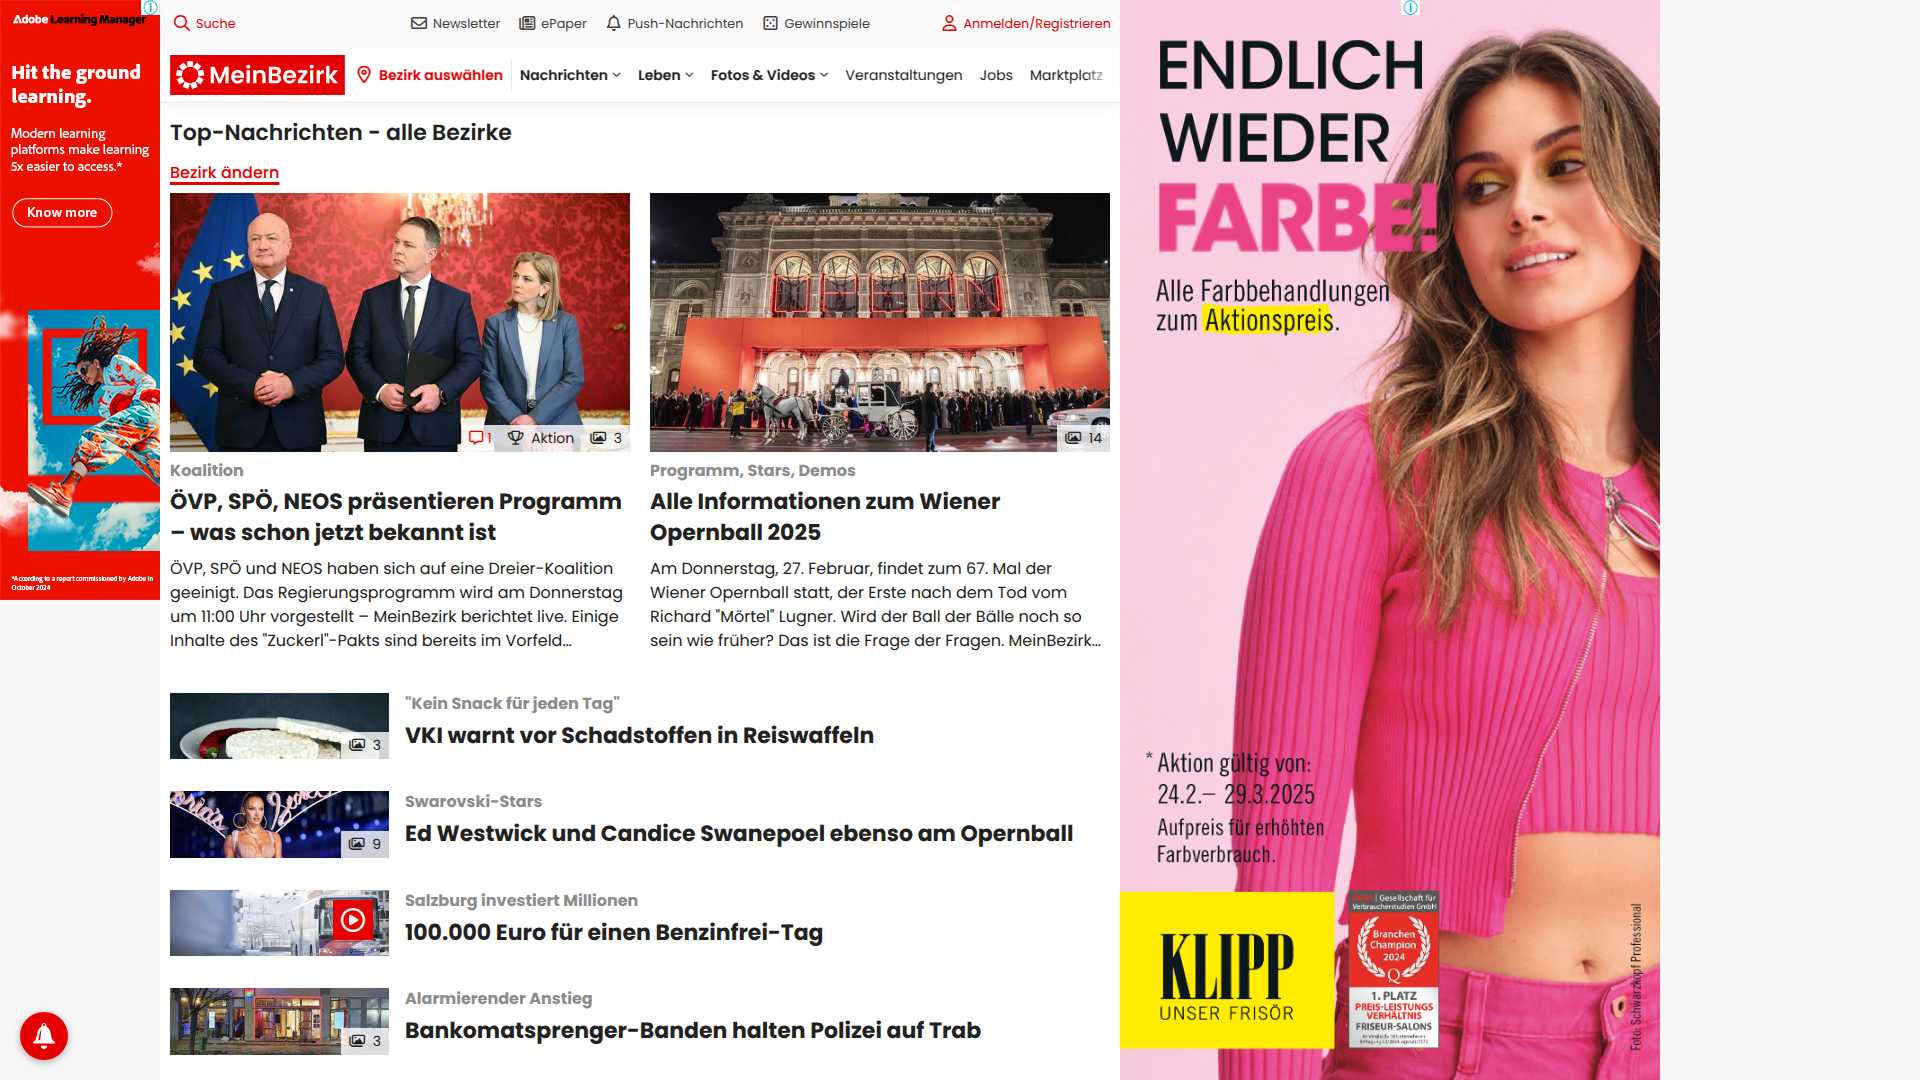 Adobe Learning Manager
Hit the ground
learning.
Modern learning
platforms make learning
5x easier to access.*
Know more
*According to a report commissioned by Adobe in
October 2024
Suche
Newsletter
ePaper
Push-Nachrichten
Gewinnspiele
Anmelden/Registrieren
MeinBezirk
Bezirk auswählen
Nachrichten
Leben
Fotos & Videos
Veranstaltungen
Jobs
Marktplatz
Top-Nachrichten - alle Bezirke
Bezirk ändern
1 Aktion 3
Koalition
ÖVP, SPÖ, NEOS präsentieren Programm
– was schon jetzt bekannt ist
ÖVP, SPÖ und NEOS haben sich auf eine Dreier-Koalition
geeinigt. Das Regierungsprogramm wird am Donnerstag
um 11:00 Uhr vorgestellt – MeinBezirk berichtet live. Einige
Inhalte des "Zuckerl"-Pakts sind bereits im Vorfeld...
14
Programm, Stars, Demos
Alle Informationen zum Wiener
Opernball 2025
Am Donnerstag, 27. Februar, findet zum 67. Mal der
Wiener Opernball statt, der Erste nach dem Tod vom
Richard "Mörtel" Lugner. Wird der Ball der Bälle noch so
sein wie früher? Das ist die Frage der Fragen. MeinBezirk...
3
"Kein Snack für jeden Tag"
VKI warnt vor Schadstoffen in Reiswaffeln
9
Swarovski-Stars
Ed Westwick und Candice Swanepoel ebenso am Opernball
Salzburg investiert Millionen
100.000 Euro für einen Benzinfrei-Tag
3
Alarmierender Anstieg
Bankomatsprenger-Banden halten Polizei auf Trab
ENDLICH
WIEDER
FARBE!
Alle Farbbehandlungen
zum Aktionspreis.
* Aktion gültig von:
24.2.– 29.3.2025
Aufpreis für erhöhten
Farbverbrauch.
KLIPP
UNSER FRISÖR
Gesellschaft für
Verbraucherstudien GmbH
Branchen
Champion
2024
1. PLATZ
PREIS-LEISTUNGS
VERHÄLTNIS
FRISEUR-SALONS
Foto: Schwarzkopf Professional